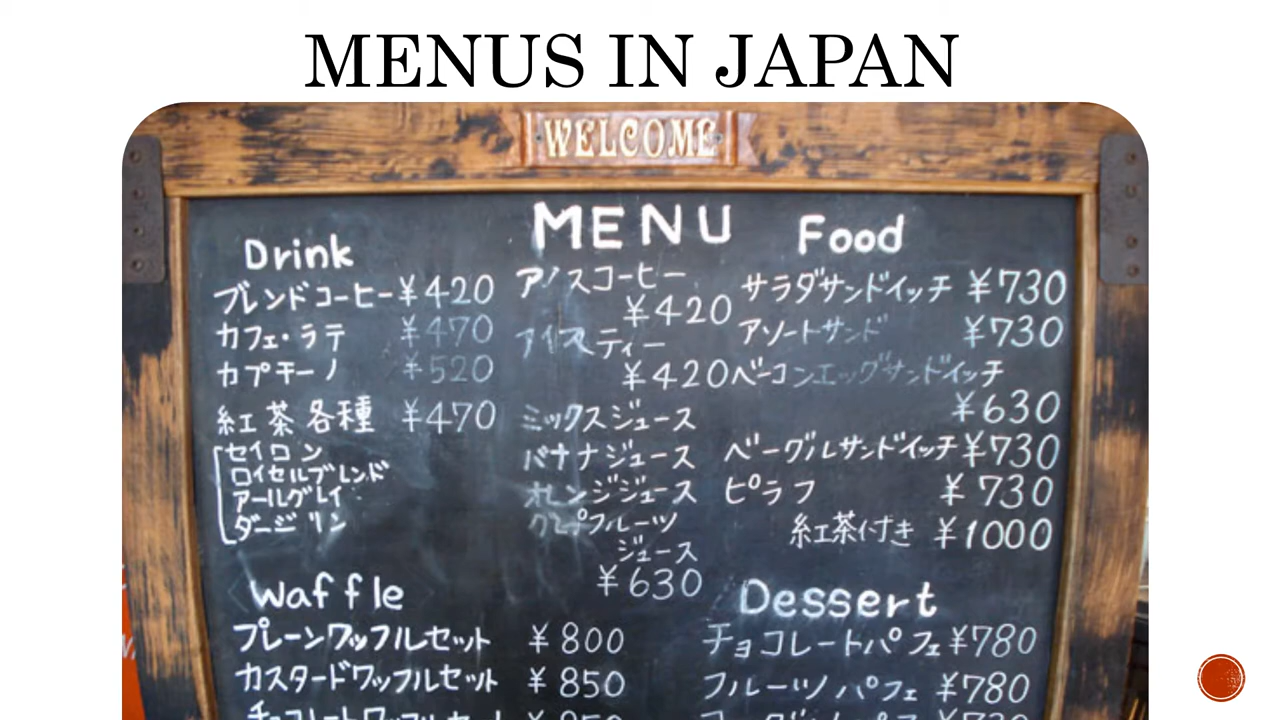 MENUS IN JAPAN
WELCOME
MENU
Drink
ブレンドコーヒー ¥420
カフェ・ラテ ¥470
カプチーノ ¥520
紅茶各種 ¥470
セイロン
ロイヤルブレンド
アールグレイ
ダージリン
アイスコーヒー
¥420
アイスティー
¥420
ミックスジュース
バナナジュース
オレンジジュース
グレープフルーツ
ジュース
¥630
Food
サラダサンドイッチ ¥730
アソートサンド ¥730
ベーコンエッグサンドイッチ
¥630
ベーグルサンドイッチ ¥730
ピラフ ¥730
紅茶付き ¥1000
Waffle
プレーンワッフルセット ¥800
カスタードワッフルセット ¥850
Dessert
チョコレートパフェ ¥780
フルーツパフェ ¥780